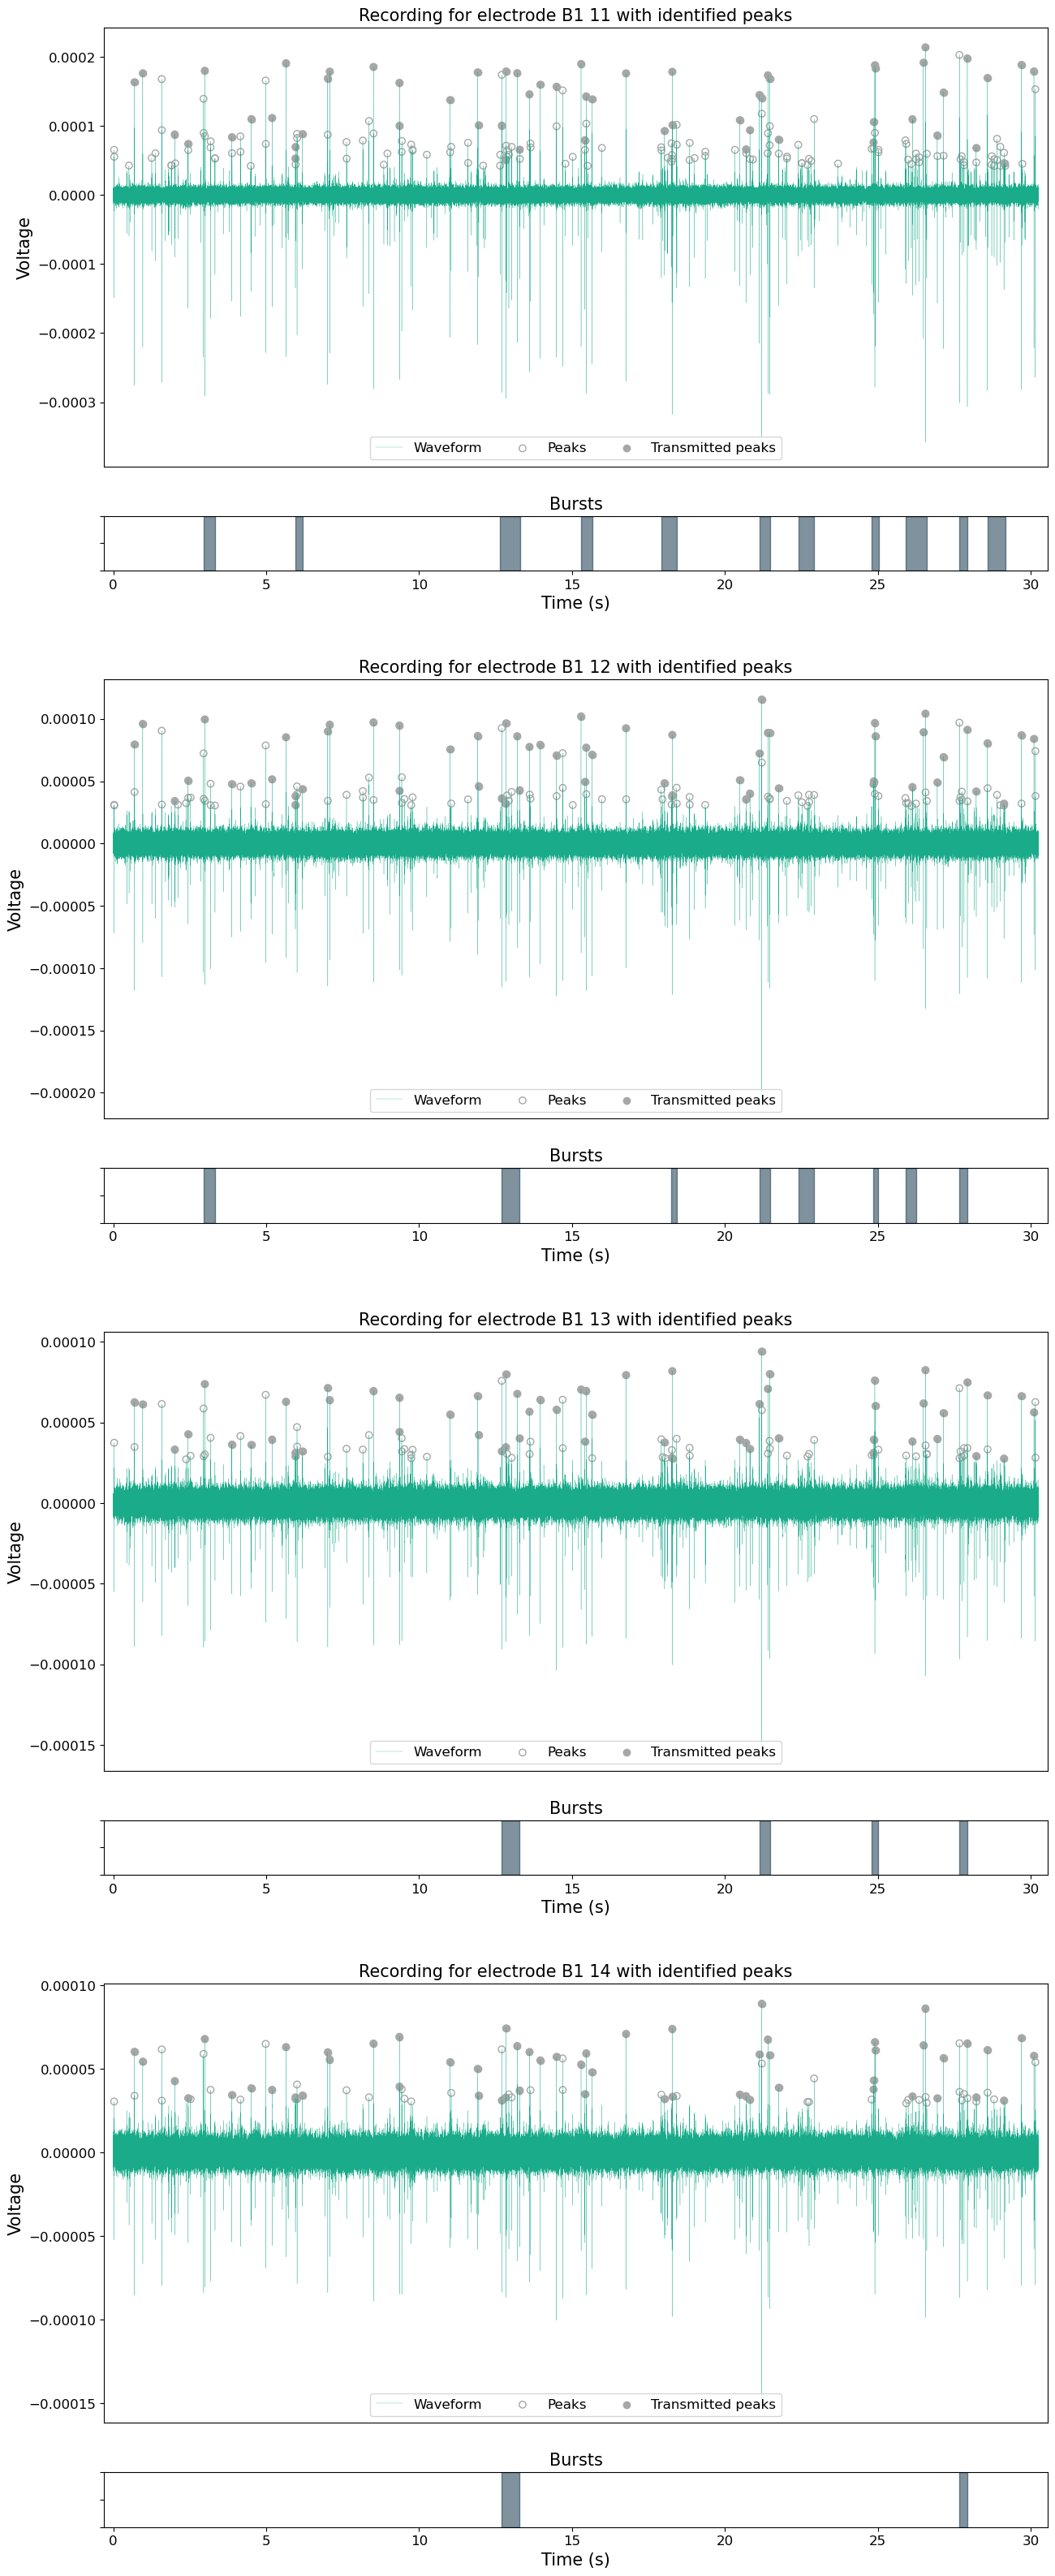 Recording for electrode B1 11 with identified peaks
0.0002
0.0001
0.0000
−0.0001
−0.0002
−0.0003
Voltage
Waveform Peaks Transmitted peaks
Bursts
0 5 10 15 20 25 30
Time (s)
Recording for electrode B1 12 with identified peaks
0.00010
0.00005
0.00000
−0.00005
−0.00010
−0.00015
−0.00020
Voltage
Waveform Peaks Transmitted peaks
Bursts
0 5 10 15 20 25 30
Time (s)
Recording for electrode B1 13 with identified peaks
0.00010
0.00005
0.00000
−0.00005
−0.00010
−0.00015
Voltage
Waveform Peaks Transmitted peaks
Bursts
0 5 10 15 20 25 30
Time (s)
Recording for electrode B1 14 with identified peaks
0.00010
0.00005
0.00000
−0.00005
−0.00010
−0.00015
Voltage
Waveform Peaks Transmitted peaks
Bursts
0 5 10 15 20 25 30
Time (s)